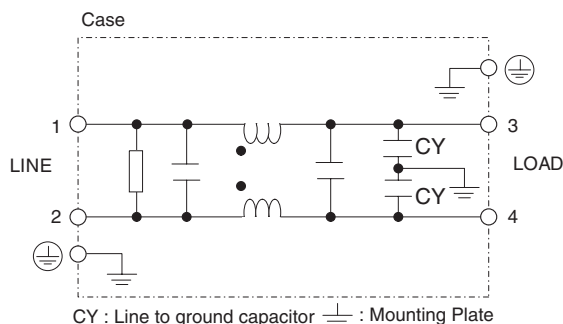 Case
1
3
CY
LINE
LOAD
CY
2
4
CY : Line to ground capacitor : Mounting Plate